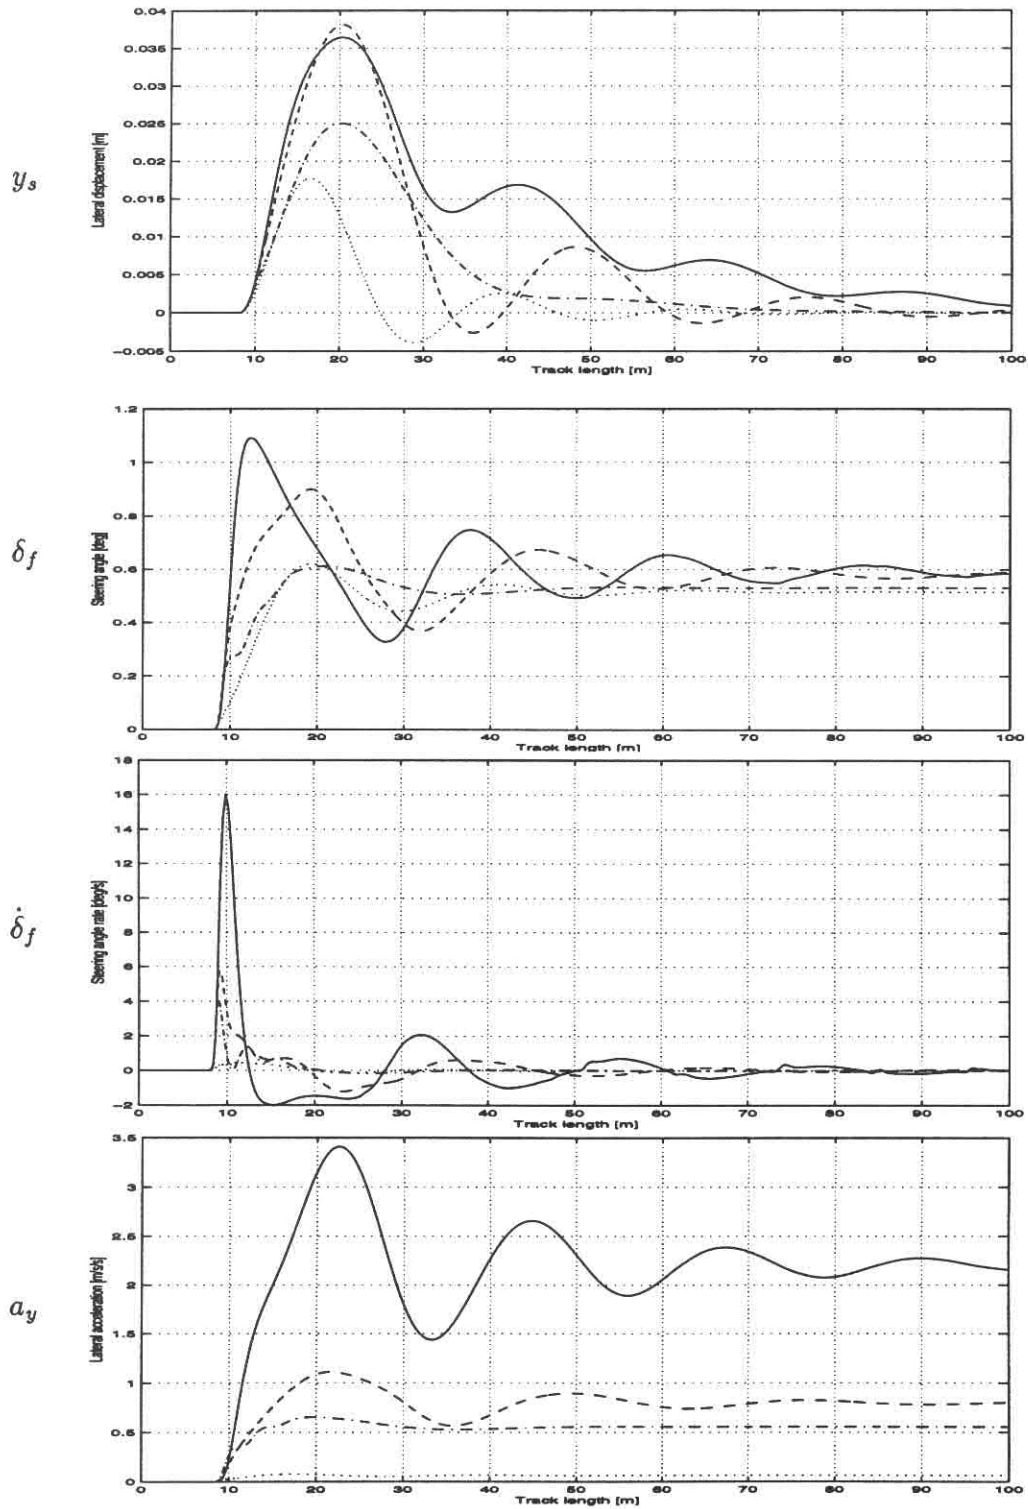 y_s
Lateral displacement [m]
0.04
0.035
0.03
0.025
0.02
0.015
0.01
0.005
0
−0.005
0 10 20 30 40 50 60 70 80 90 100
Track length [m]
δ_f
Steering angle [deg]
1.2
1
0.8
0.6
0.4
0.2
0
0 10 20 30 40 50 60 70 80 90 100
Track length [m]
δ̇_f
Steering angle rate [deg/s]
18
16
14
12
10
8
6
4
2
0
−2
0 10 20 30 40 50 60 70 80 90 100
Track length [m]
a_y
Lateral acceleration [m/s/s]
3.5
3
2.5
2
1.5
1
0.5
0
0 10 20 30 40 50 60 70 80 90 100
Track length [m]